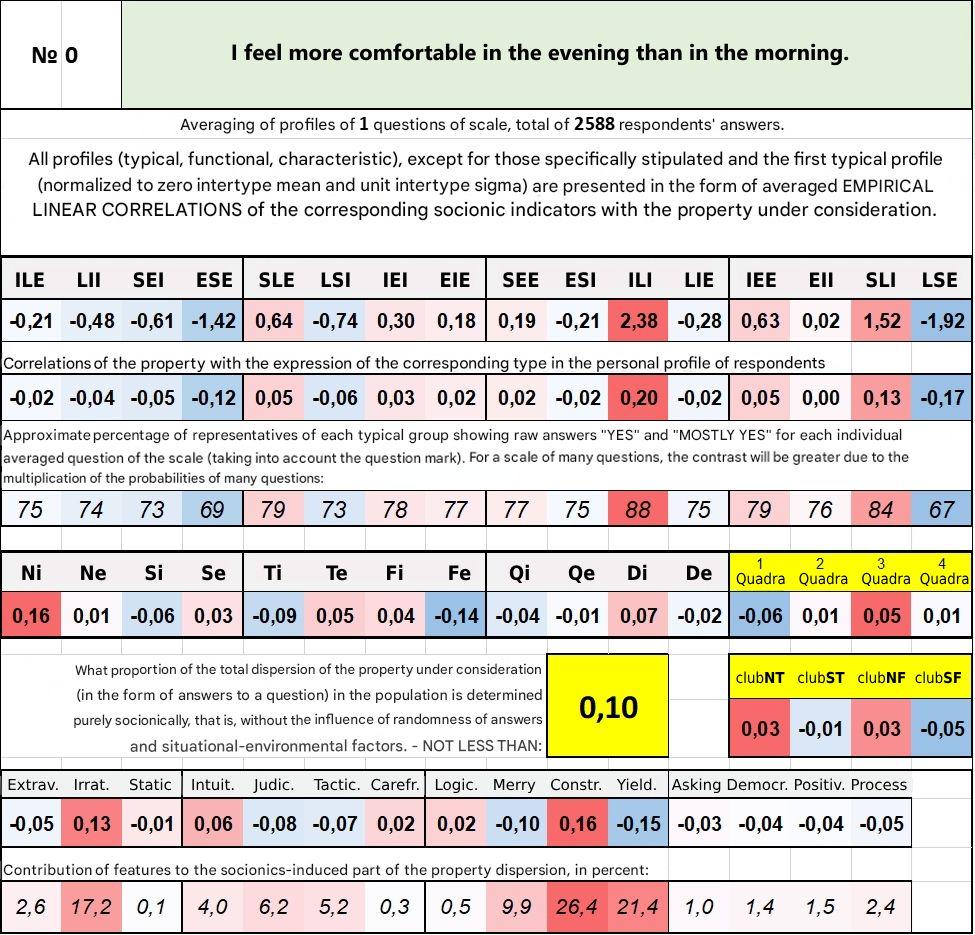 № 0
I feel more comfortable in the evening than in the morning.
Averaging of profiles of 1 questions of scale, total of 2588 respondents' answers.
All profiles (typical, functional, characteristic), except for those specifically stipulated and the first typical profile
(normalized to zero intertype mean and unit intertype sigma) are presented in the form of averaged EMPIRICAL
LINEAR CORRELATIONS of the corresponding socionic indicators with the property under consideration.
ILE LII SEI ESE SLE LSI IEI EIE SEE ESI ILI LIE IEE EII SLI LSE
-0,21 -0,48 -0,61 -1,42 0,64 -0,74 0,30 0,18 0,19 -0,21 2,38 -0,28 0,63 0,02 1,52 -1,92
Correlations of the property with the expression of the corresponding type in the personal profile of respondents
-0,02 -0,04 -0,05 -0,12 0,05 -0,06 0,03 0,02 0,02 -0,02 0,20 -0,02 0,05 0,00 0,13 -0,17
Approximate percentage of representatives of each typical group showing raw answers "YES" and "MOSTLY YES" for each individual
averaged question of the scale (taking into account the question mark). For a scale of many questions, the contrast will be greater due to the
multiplication of the probabilities of many questions:
75 74 73 69 79 73 78 77 77 75 88 75 79 76 84 67
Ni Ne Si Se Ti Te Fi Fe Qi Qe Di De 1 Quadra 2 Quadra 3 Quadra 4 Quadra
0,16 0,01 -0,06 0,03 -0,09 0,05 0,04 -0,14 -0,04 -0,01 0,07 -0,02 -0,06 0,01 0,05 0,01
What proportion of the total dispersion of the property under consideration
(in the form of answers to a question) in the population is determined
purely socionically, that is, without the influence of randomness of answers
and situational-environmental factors. - NOT LESS THAN:
0,10
clubNT clubST clubNF clubSF
0,03 -0,01 0,03 -0,05
Extrav. Irrat. Static Intuit. Judic. Tactic. Carefr. Logic. Merry Constr. Yield. Asking Democr. Positiv. Process
-0,05 0,13 -0,01 0,06 -0,08 -0,07 0,02 0,02 -0,10 0,16 -0,15 -0,03 -0,04 -0,04 -0,05
Contribution of features to the socionics-induced part of the property dispersion, in percent:
2,6 17,2 0,1 4,0 6,2 5,2 0,3 0,5 9,9 26,4 21,4 1,0 1,4 1,5 2,4